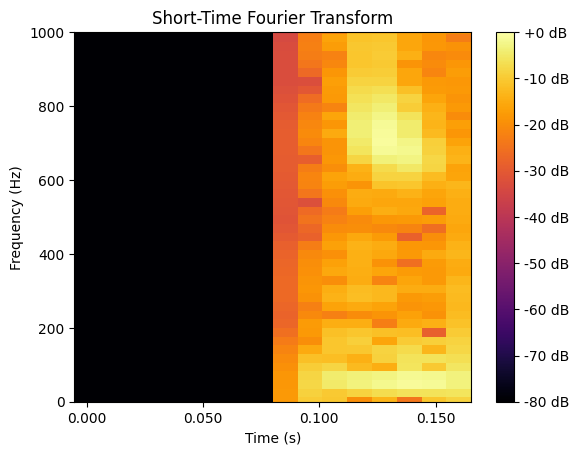 Short-Time Fourier Transform
1000
800
600
400
200
0
Frequency (Hz)
0.000
0.050
0.100
0.150
Time (s)
+0 dB
-10 dB
-20 dB
-30 dB
-40 dB
-50 dB
-60 dB
-70 dB
-80 dB